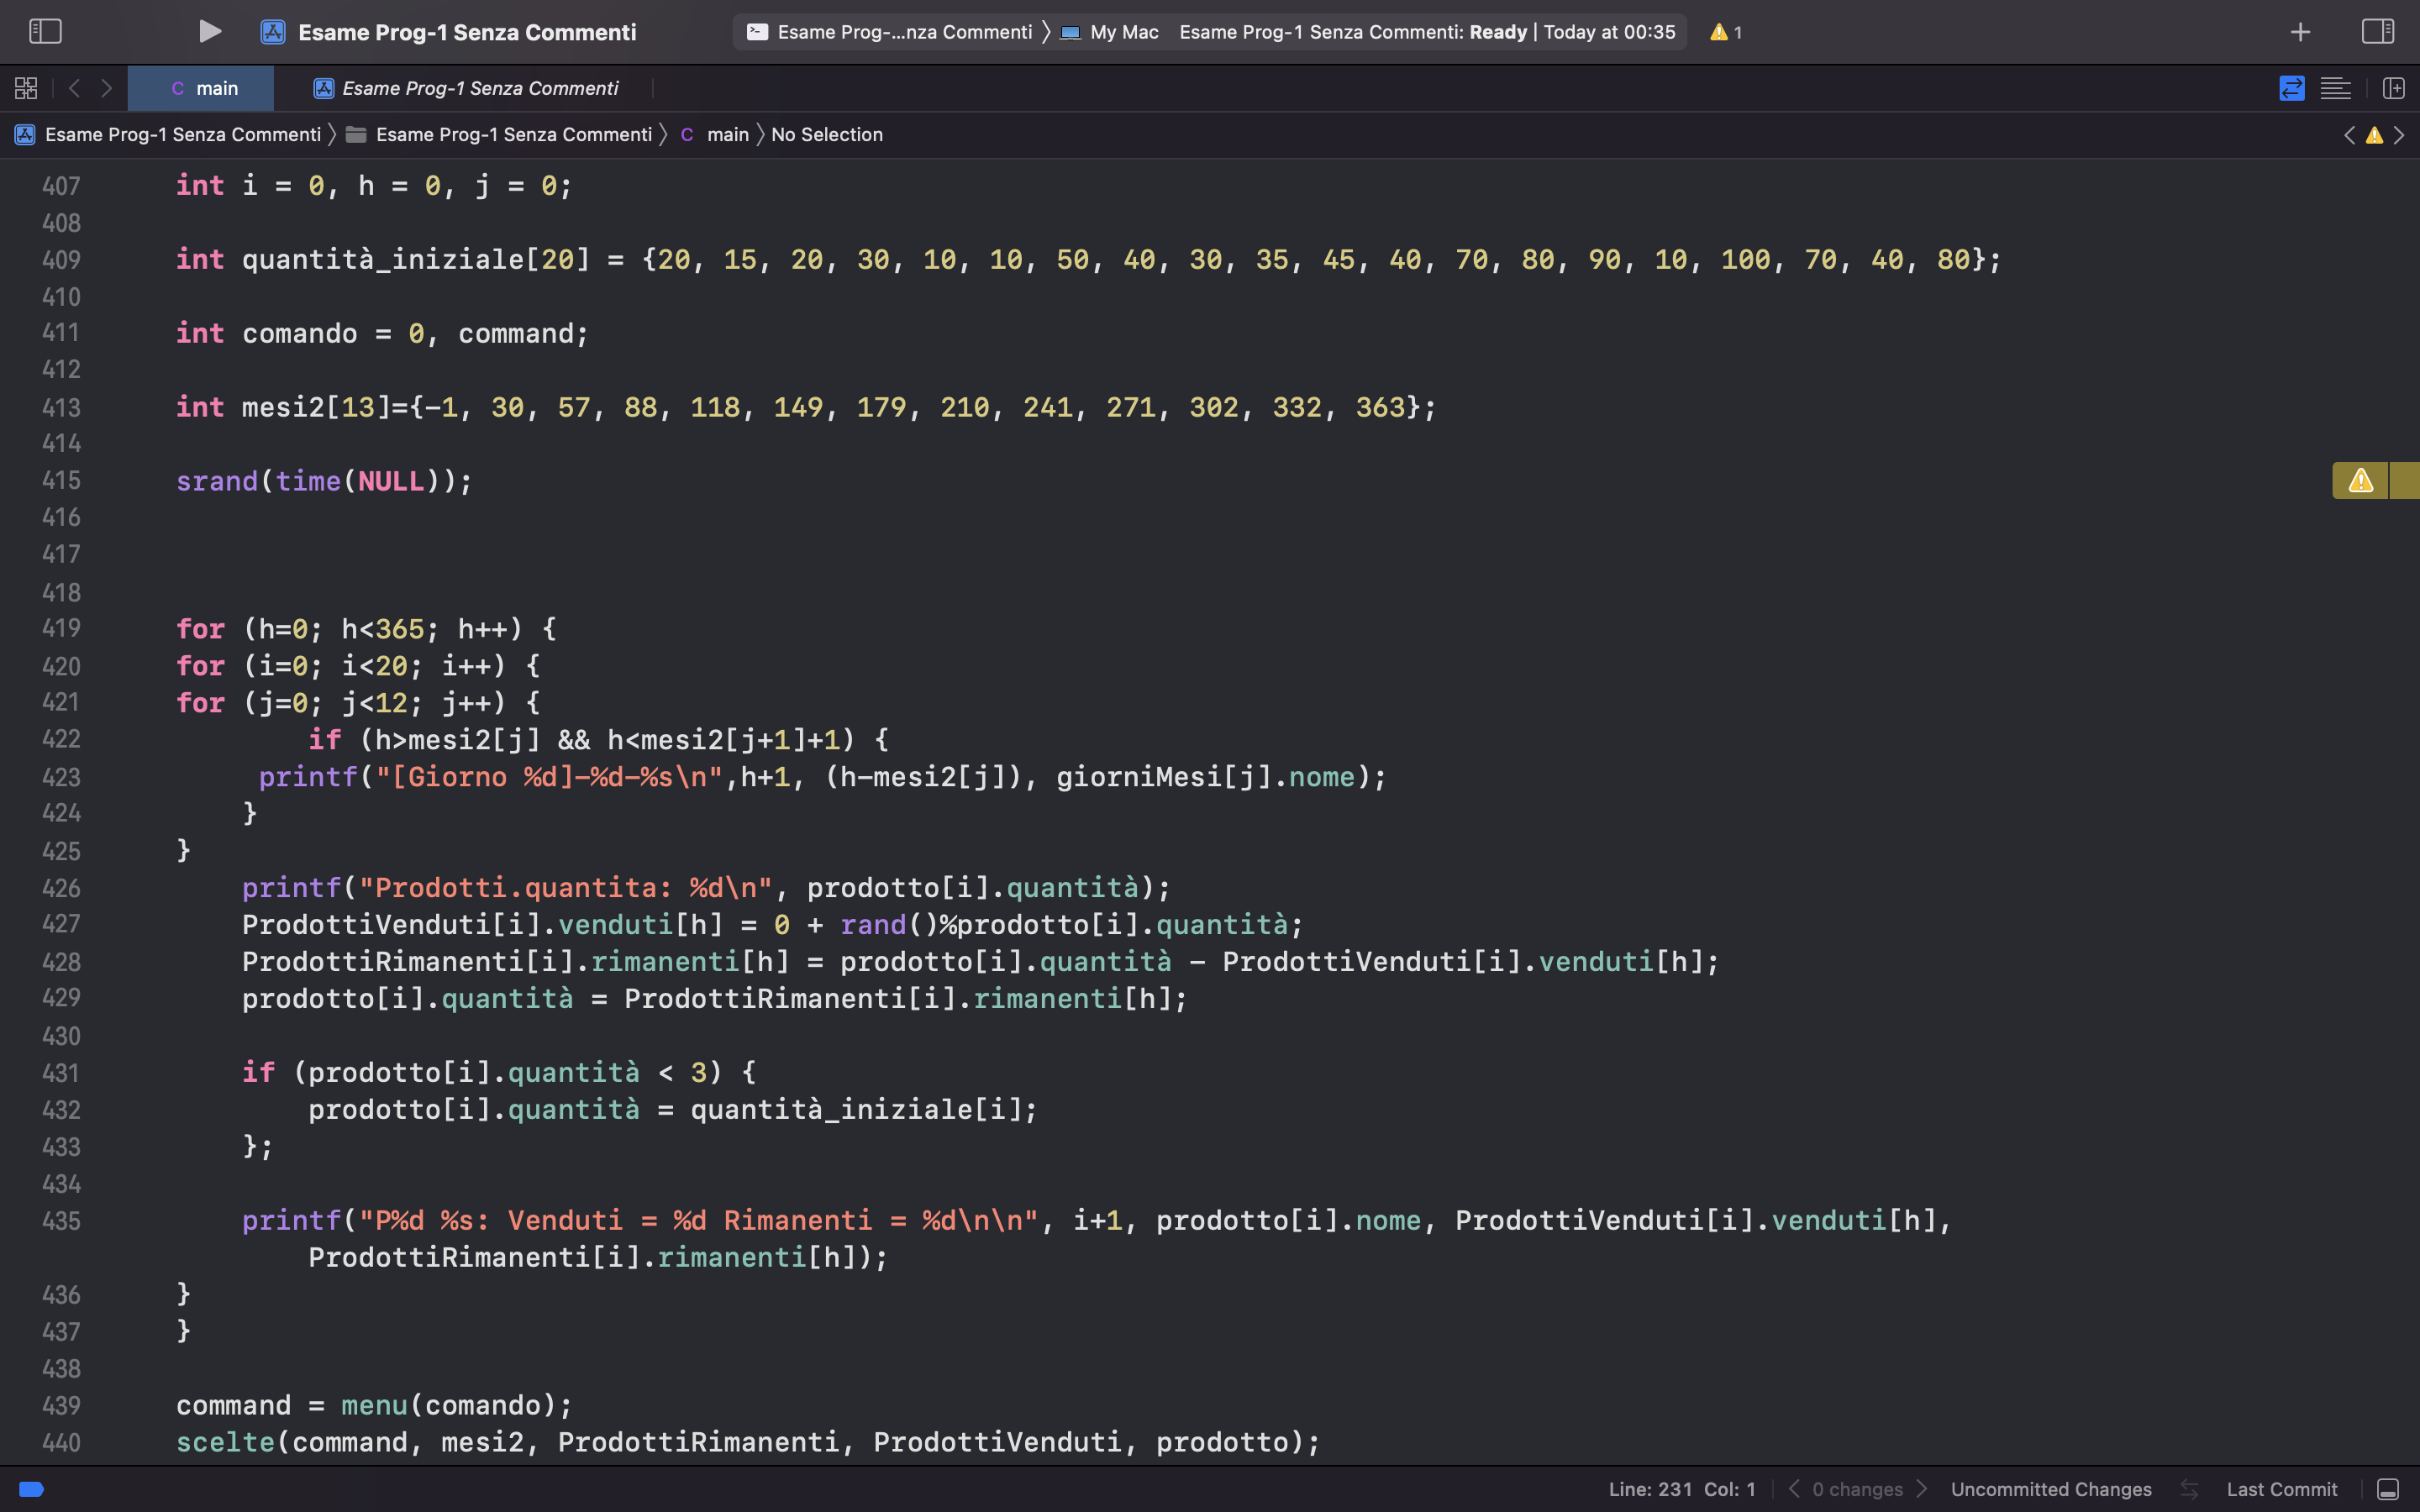 Esame Prog-1 Senza Commenti
Esame Prog-...nza Commenti 〉 My Mac Esame Prog-1 Senza Commenti: Ready | Today at 00:35 1
C main Esame Prog-1 Senza Commenti
Esame Prog-1 Senza Commenti 〉 Esame Prog-1 Senza Commenti 〉 C main 〉 No Selection
407 int i = 0, h = 0, j = 0;
408
409 int quantità_iniziale[20] = {20, 15, 20, 30, 10, 10, 50, 40, 30, 35, 45, 40, 70, 80, 90, 10, 100, 70, 40, 80};
410
411 int comando = 0, command;
412
413 int mesi2[13]={-1, 30, 57, 88, 118, 149, 179, 210, 241, 271, 302, 332, 363};
414
415 srand(time(NULL));
416
417
418
419 for (h=0; h<365; h++) {
420 for (i=0; i<20; i++) {
421 for (j=0; j<12; j++) {
422 if (h>mesi2[j] && h<mesi2[j+1]+1) {
423 printf("[Giorno %d]-%d-%s\n",h+1, (h-mesi2[j]), giorniMesi[j].nome);
424 }
425 }
426 printf("Prodotti.quantita: %d\n", prodotto[i].quantità);
427 ProdottiVenduti[i].venduti[h] = 0 + rand()%prodotto[i].quantità;
428 ProdottiRimanenti[i].rimanenti[h] = prodotto[i].quantità - ProdottiVenduti[i].venduti[h];
429 prodotto[i].quantità = ProdottiRimanenti[i].rimanenti[h];
430
431 if (prodotto[i].quantità < 3) {
432 prodotto[i].quantità = quantità_iniziale[i];
433 };
434
435 printf("P%d %s: Venduti = %d Rimanenti = %d\n\n", i+1, prodotto[i].nome, ProdottiVenduti[i].venduti[h],
ProdottiRimanenti[i].rimanenti[h]);
436 }
437 }
438
439 command = menu(comando);
440 scelte(command, mesi2, ProdottiRimanenti, ProdottiVenduti, prodotto);
Line: 231 Col: 1 0 changes Uncommitted Changes Last Commit